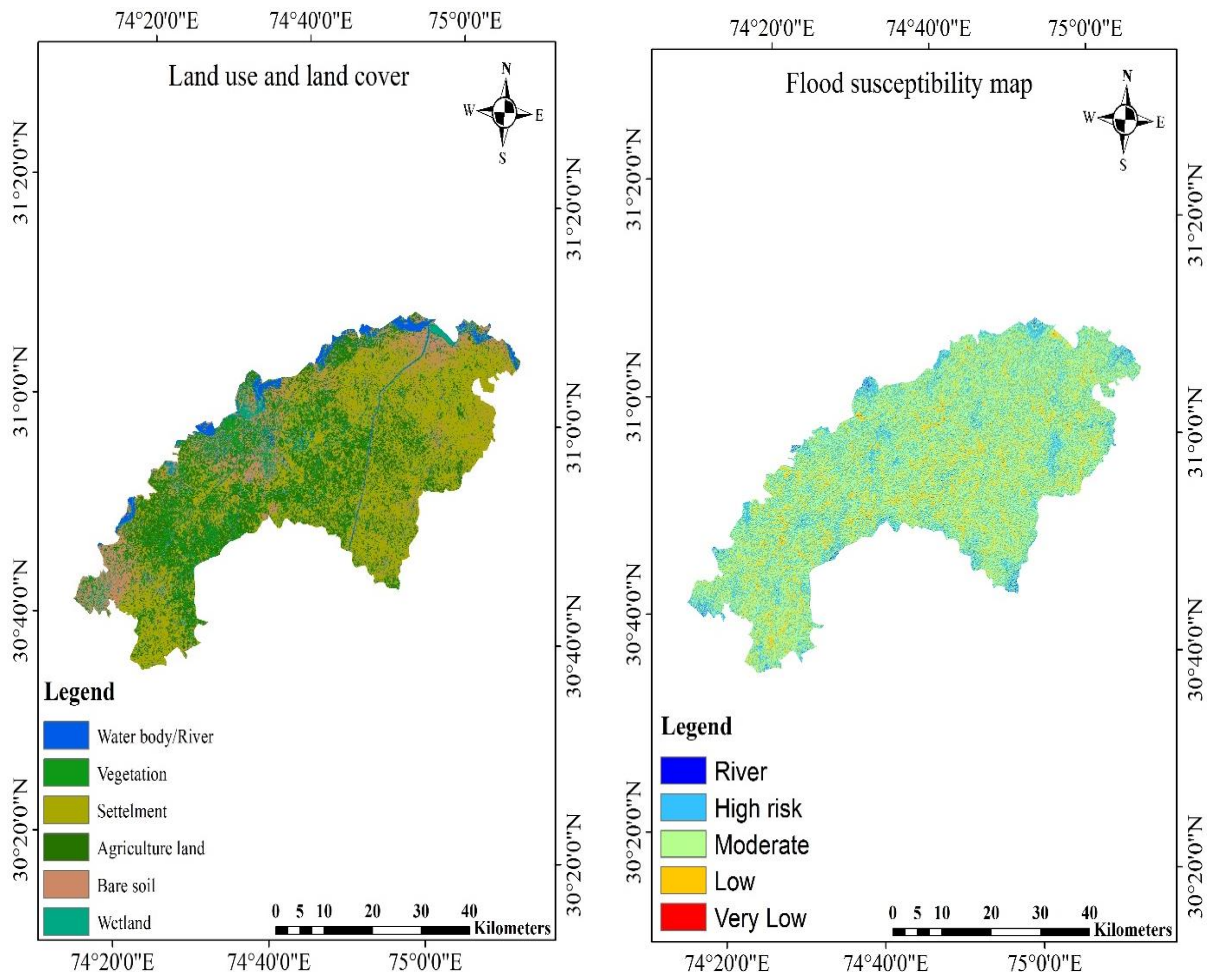 74°20'0"E 74°40'0"E 75°0'0"E
Land use and land cover
N
W E
S
31°20'0"N
31°0'0"N
30°40'0"N
30°20'0"N
31°20'0"N
31°0'0"N
30°40'0"N
30°20'0"N
Legend
Water body/River
Vegetation
Settelment
Agriculture land
Bare soil
Wetland
0 5 10 20 30 40
Kilometers
74°20'0"E 74°40'0"E 75°0'0"E
74°20'0"E 74°40'0"E 75°0'0"E
Flood susceptibility map
N
W E
S
31°20'0"N
31°0'0"N
30°40'0"N
30°20'0"N
31°20'0"N
31°0'0"N
30°40'0"N
30°20'0"N
Legend
River
High risk
Moderate
Low
Very Low
0 5 10 20 30 40
Kilometers
74°20'0"E 74°40'0"E 75°0'0"E